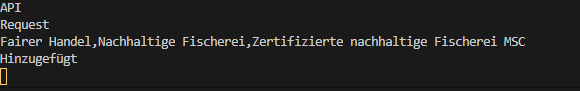 API
Request
Fairer Handel,Nachhaltige Fischerei,Zertifizierte nachhaltige Fischerei MSC
Hinzugefügt